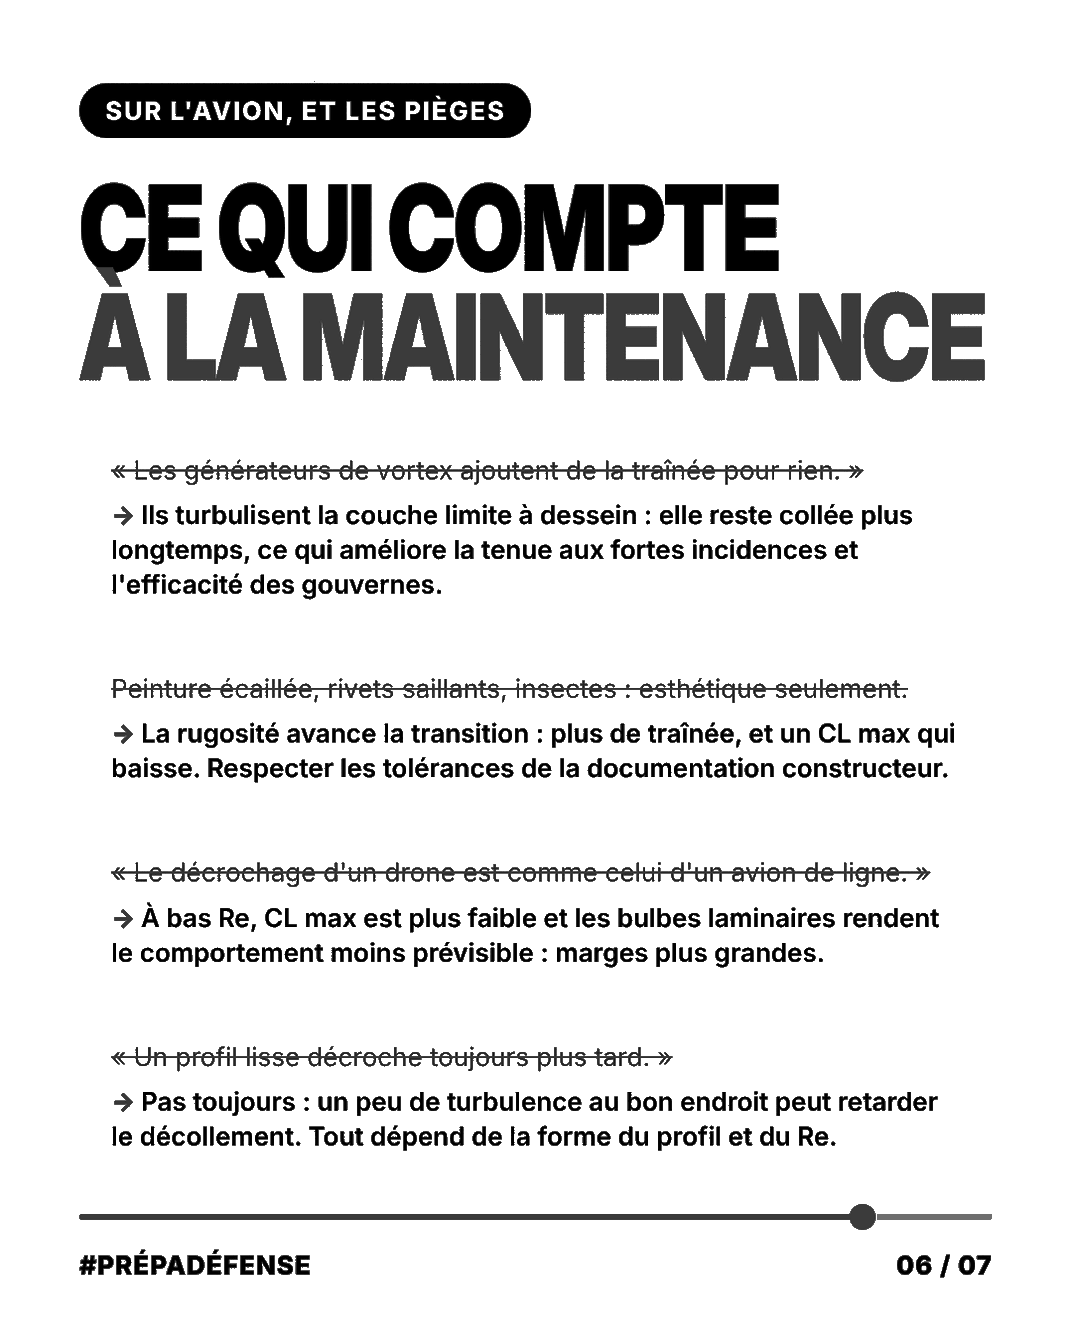 SUR L'AVION, ET LES PIÈGES
CE QUI COMPTE
À LA MAINTENANCE
« Les générateurs de vortex ajoutent de la traînée pour rien. »
→ Ils turbulisent la couche limite à dessein : elle reste collée plus
longtemps, ce qui améliore la tenue aux fortes incidences et
l'efficacité des gouvernes.
Peinture écaillée, rivets saillants, insectes : esthétique seulement.
→ La rugosité avance la transition : plus de traînée, et un CL max qui
baisse. Respecter les tolérances de la documentation constructeur.
« Le décrochage d'un drone est comme celui d'un avion de ligne. »
→ À bas Re, CL max est plus faible et les bulbes laminaires rendent
le comportement moins prévisible : marges plus grandes.
« Un profil lisse décroche toujours plus tard. »
→ Pas toujours : un peu de turbulence au bon endroit peut retarder
le décollement. Tout dépend de la forme du profil et du Re.
#PRÉPADÉFENSE
06 / 07